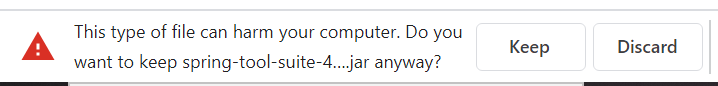 This type of file can harm your computer. Do you
want to keep spring-tool-suite-4....jar anyway?
Keep
Discard